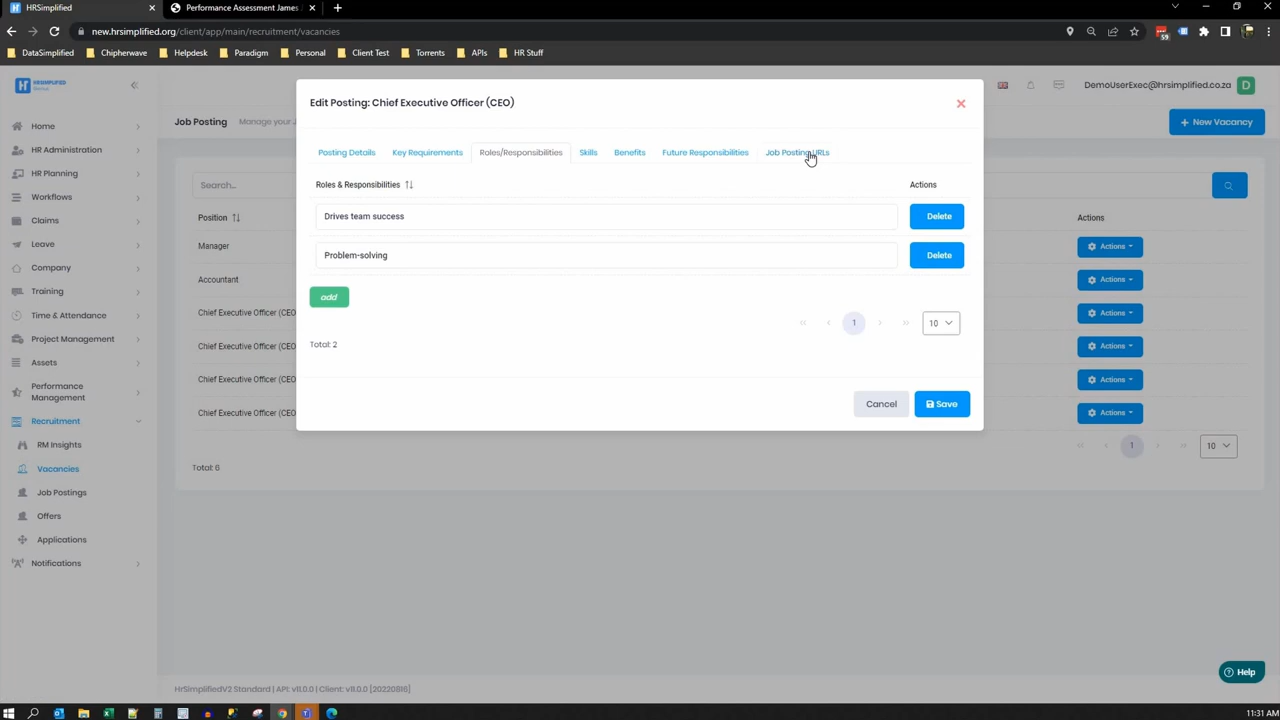 HRSimplified
Performance Assessment James
new.hrsimplified.org/client/app/main/recruitment/vacancies
59
DataSimplified
Chipherwave
Helpdesk
Paradigm
Personal
Client Test
Torrents
APIs
HR Stuff
HRSIMPLIFIED
DemoUserExec@hrsimplified.co.za
D
Job Posting
Manage your J
+ New Vacancy
Home
HR Administration
HR Planning
Workflows
Claims
Leave
Company
Training
Time & Attendance
Project Management
Assets
Performance
Management
Recruitment
RM Insights
Vacancies
Job Postings
Offers
Applications
Notifications
Search...
Position
Actions
Manager
Actions
Accountant
Actions
Chief Executive Officer (CEO
Actions
Chief Executive Officer (CEO
Actions
Chief Executive Officer (CEO
Actions
Chief Executive Officer (CEO
Actions
1
10
Total: 6
Edit Posting: Chief Executive Officer (CEO)
Posting Details
Key Requirements
Roles/Responsibilities
Skills
Benefits
Future Responsibilities
Job Posting URLs
Roles & Responsibilities
Actions
Drives team success
Delete
Problem-solving
Delete
add
1
10
Total: 2
Cancel
Save
Help
HrSimplifiedV2 Standard | API: v11.0.0 | Client: v11.0.0 [20220816]
11:31 AM